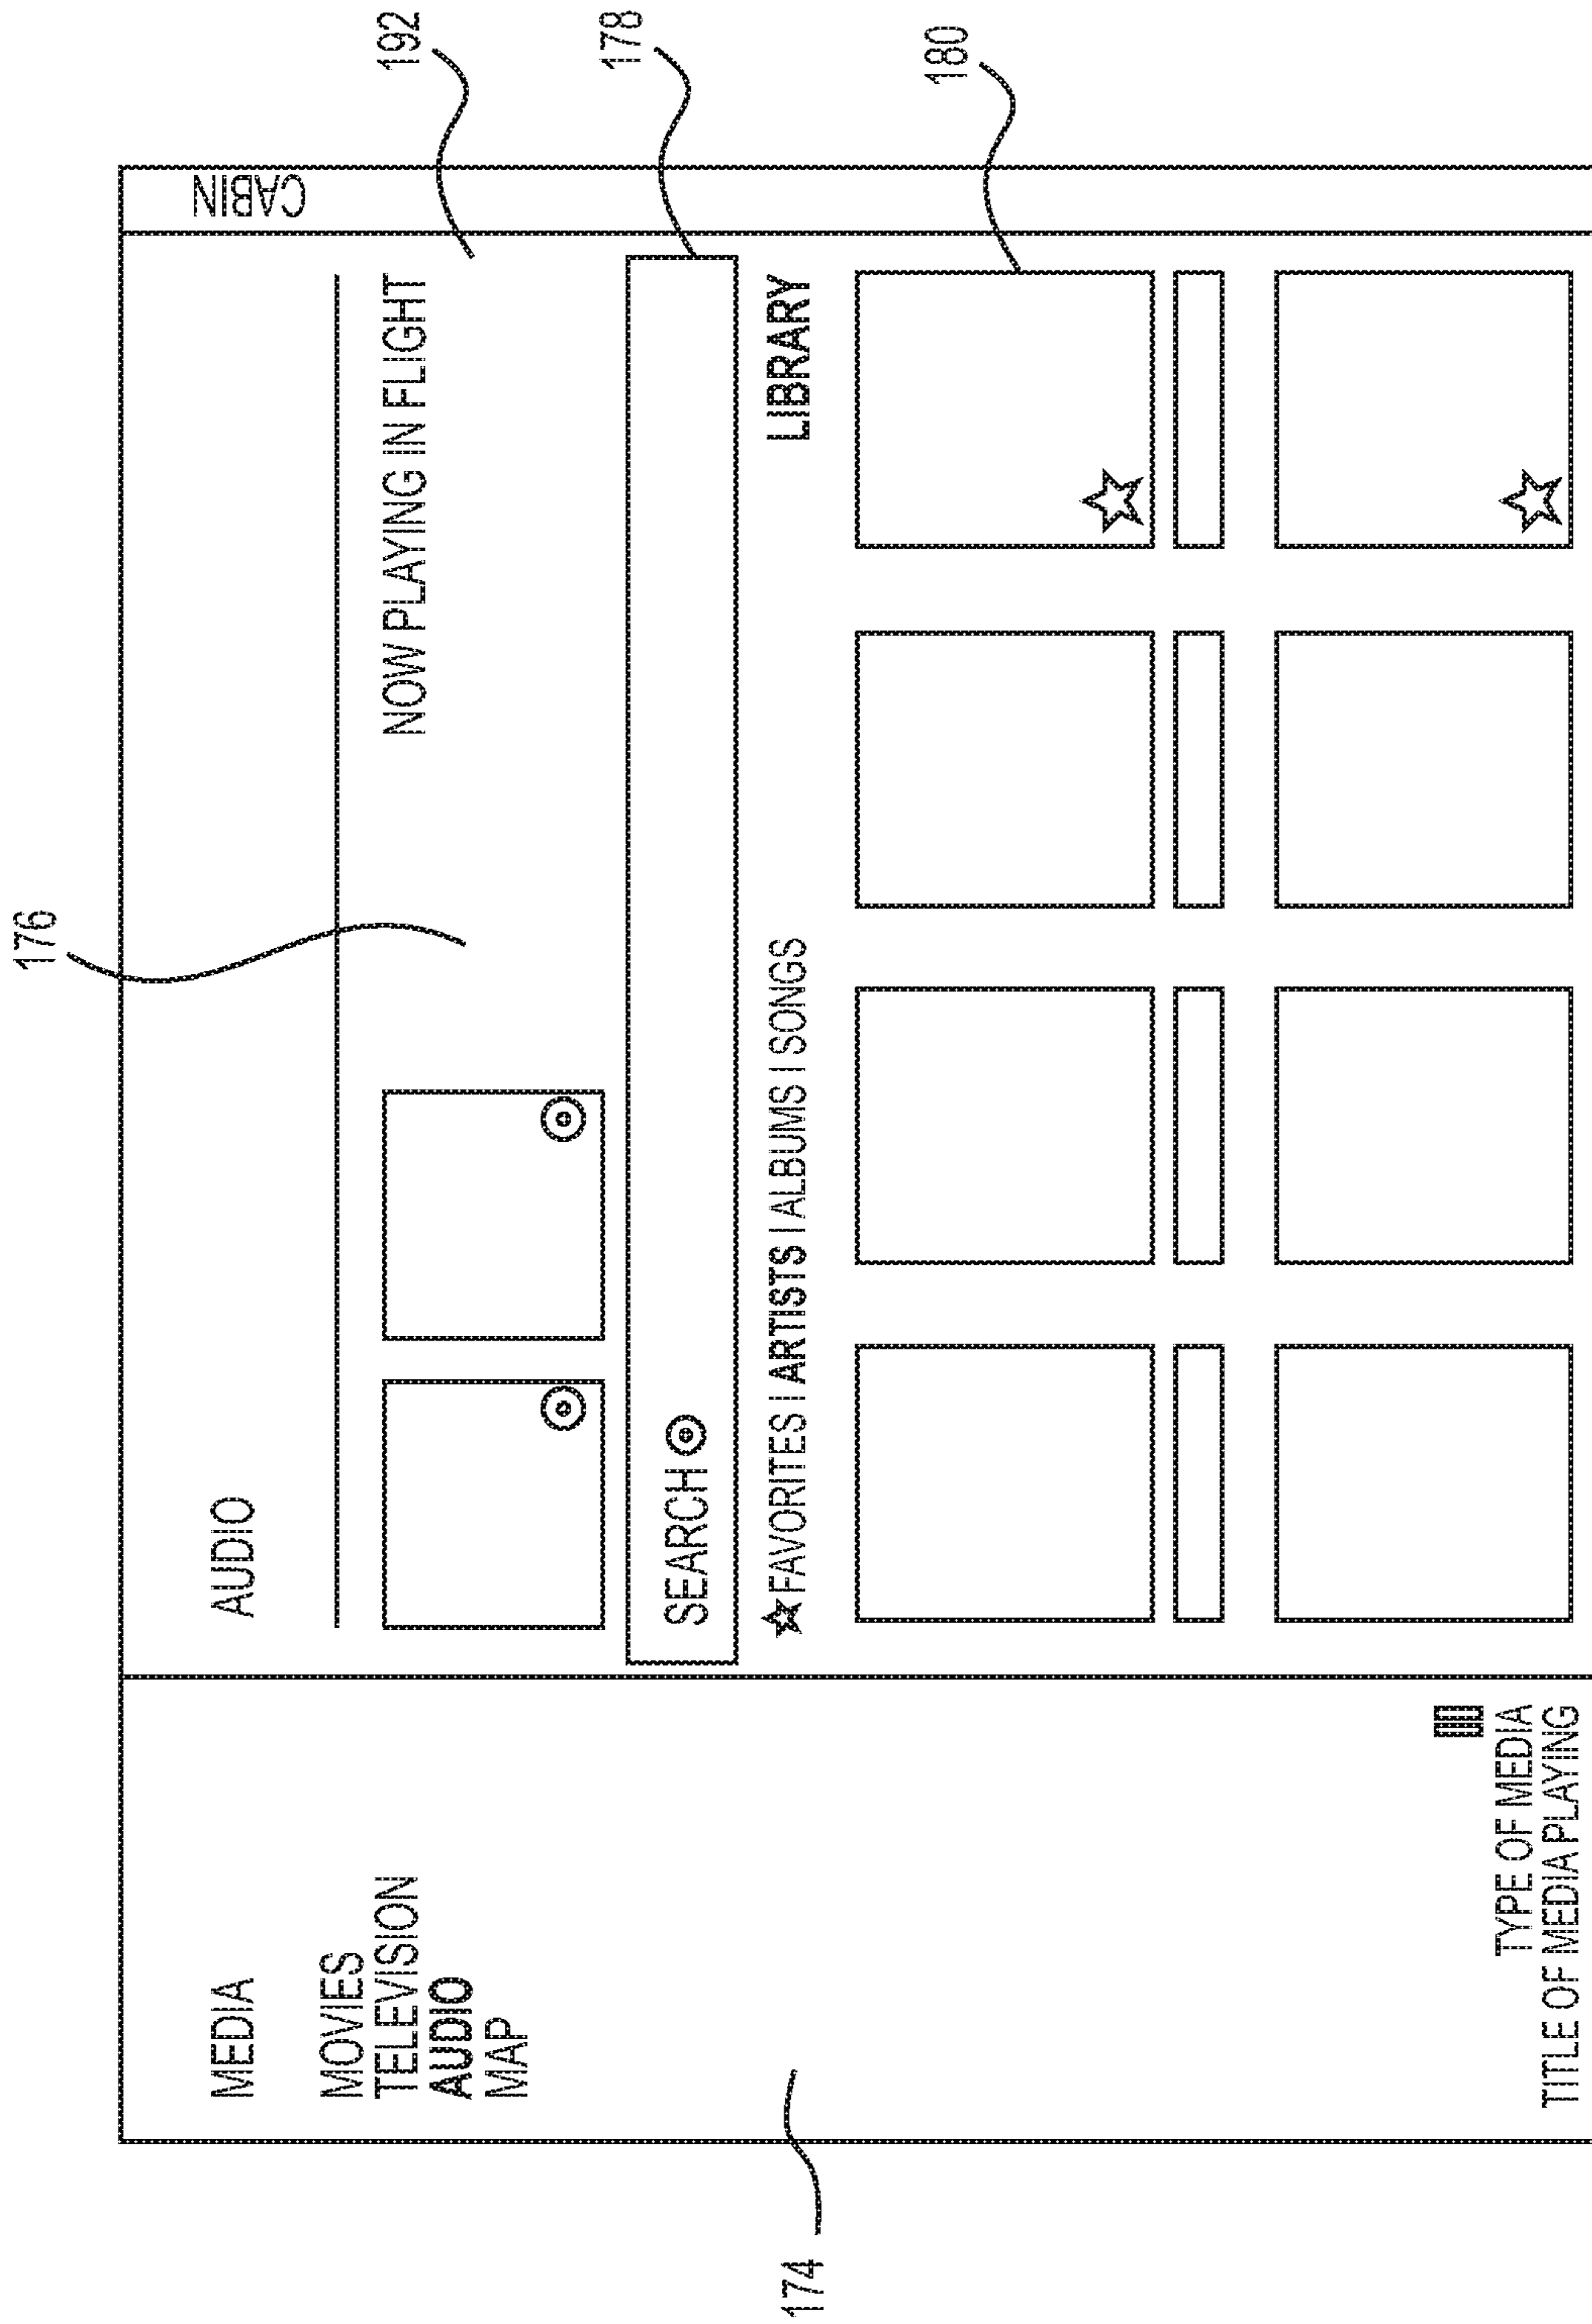 176
192
178
180
174
CABIN
MEDIA
MOVIES
TELEVISION
AUDIO
MAP
TYPE OF MEDIA
TITLE OF MEDIA PLAYING
AUDIO
NOW PLAYING IN FLIGHT
SEARCH
FAVORITES | ARTISTS | ALBUMS | SONGS
LIBRARY